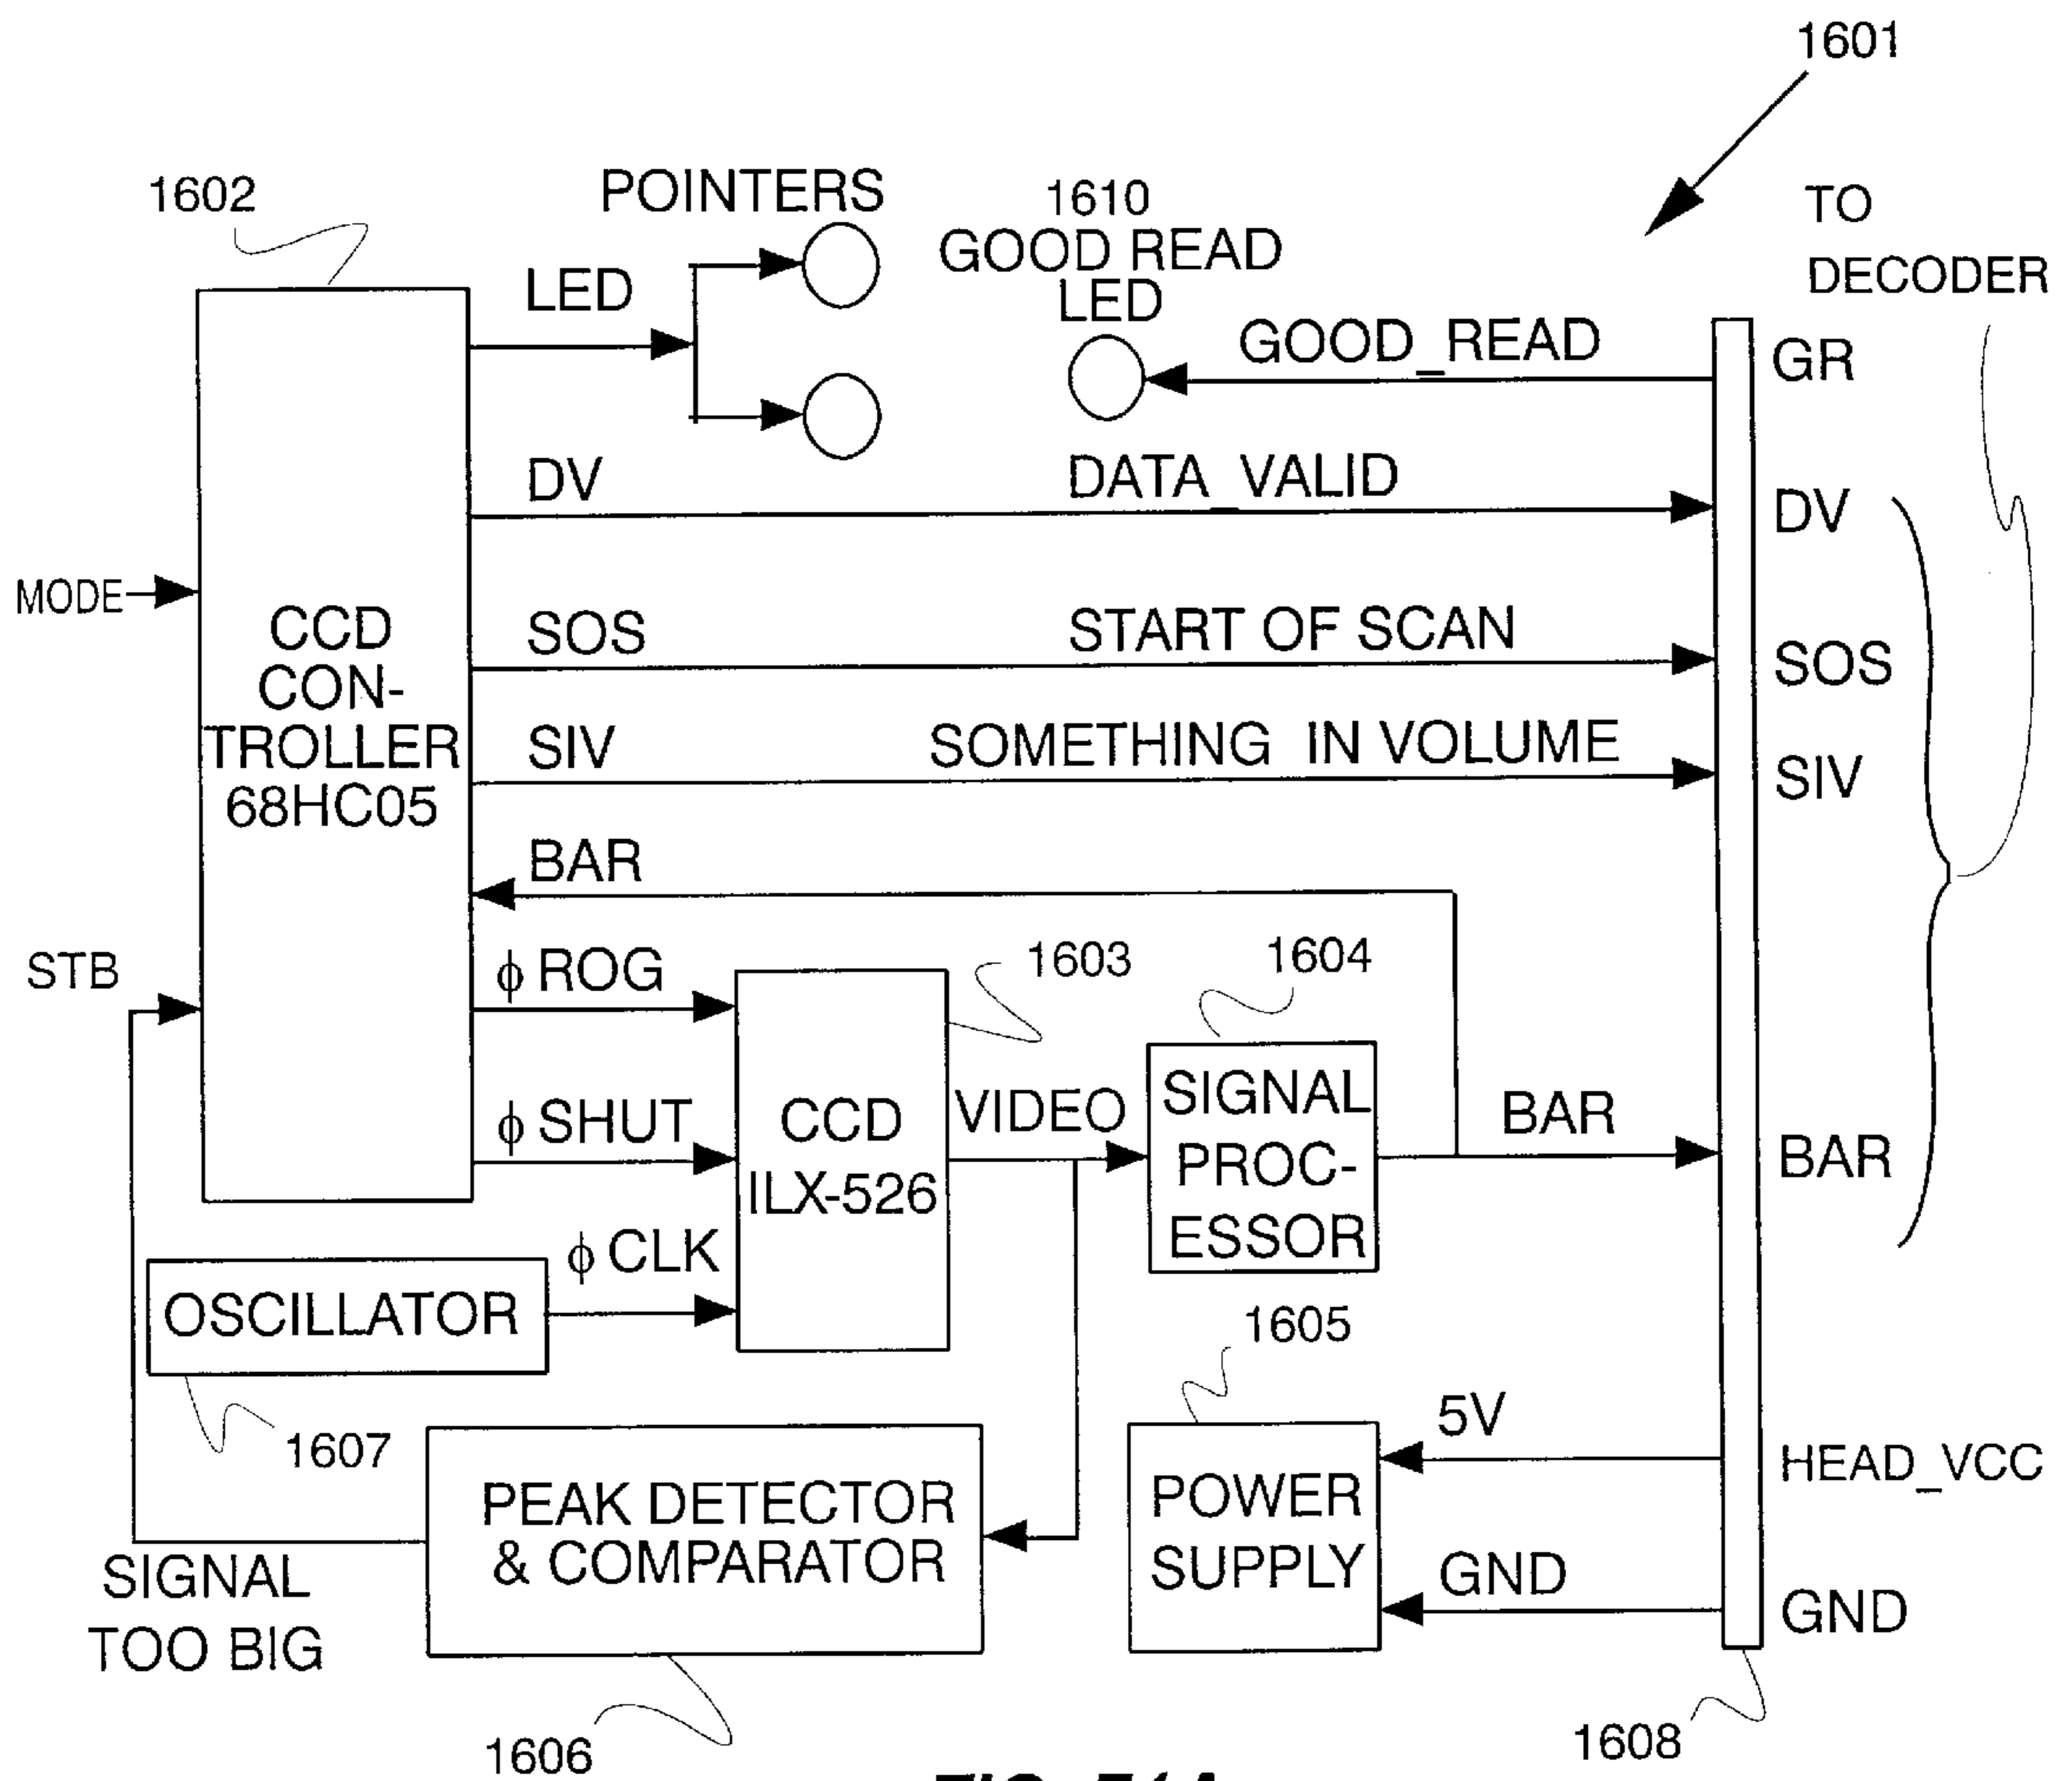 1601
1602
POINTERS
1610
GOOD READ
LED
TO
DECODER
LED
GOOD_READ
GR
DV
DATA_VALID
DV
MODE
CCD
CON-
TROLLER
68HC05
SOS
START OF SCAN
SOS
SIV
SOMETHING IN VOLUME
SIV
BAR
STB
ϕ ROG
1603
1604
ϕ SHUT
CCD
ILX-526
VIDEO
SIGNAL
PROC-
ESSOR
BAR
BAR
ϕ CLK
OSCILLATOR
1605
1607
5V
HEAD_VCC
PEAK DETECTOR
& COMPARATOR
POWER
SUPPLY
GND
GND
SIGNAL
TOO BIG
1606
1608